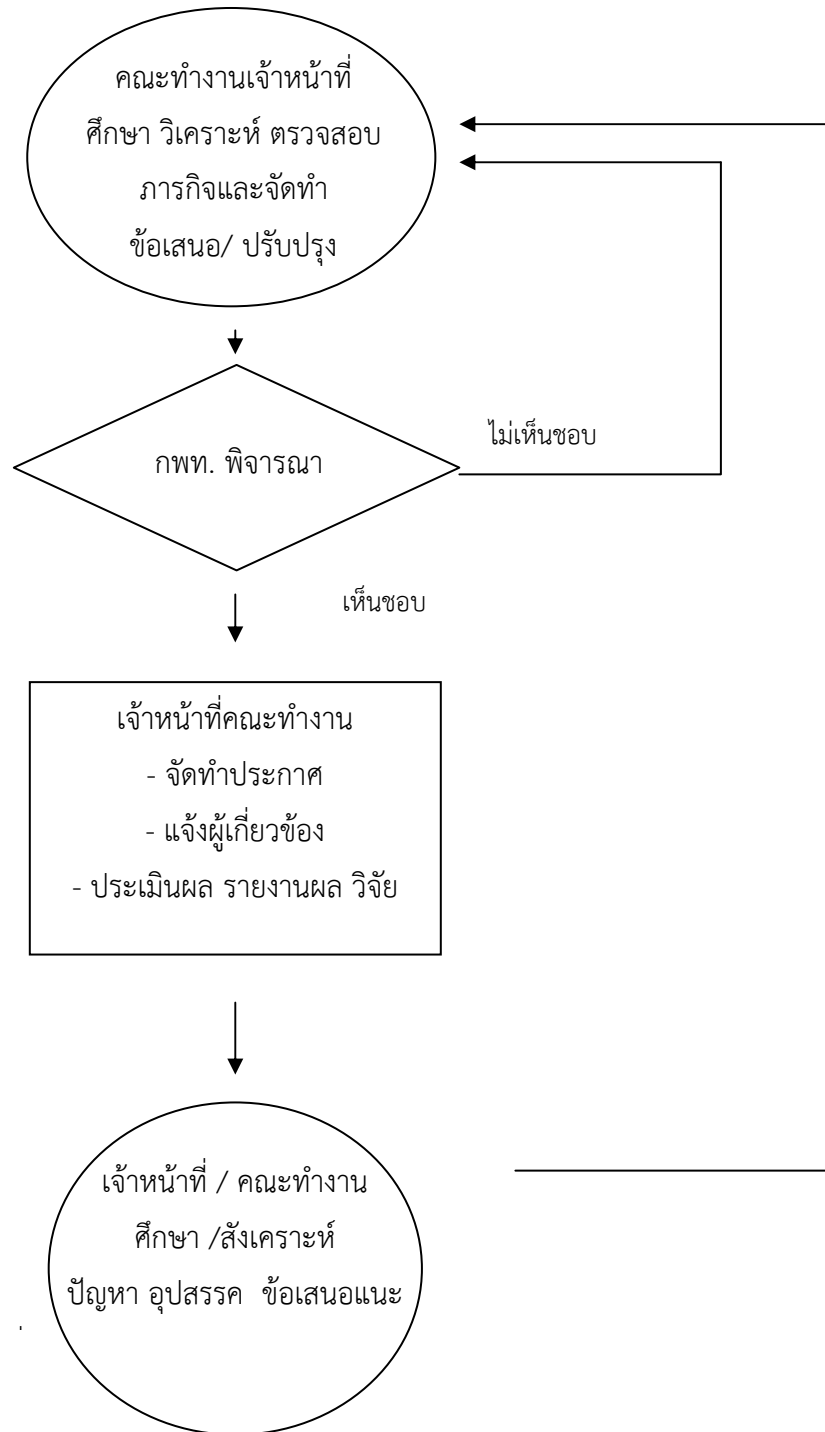 คณะทำงานเจ้าหน้าที่
ศึกษา วิเคราะห์ ตรวจสอบ
ภารกิจและจัดทำ
ข้อเสนอ/ ปรับปรุง
กพท. พิจารณา
ไม่เห็นชอบ
เห็นชอบ
เจ้าหน้าที่คณะทำงาน
- จัดทำประกาศ
- แจ้งผู้เกี่ยวข้อง
- ประเมินผล รายงานผล วิจัย
เจ้าหน้าที่ / คณะทำงาน
ศึกษา /สังเคราะห์
ปัญหา อุปสรรค  ข้อเสนอแนะ